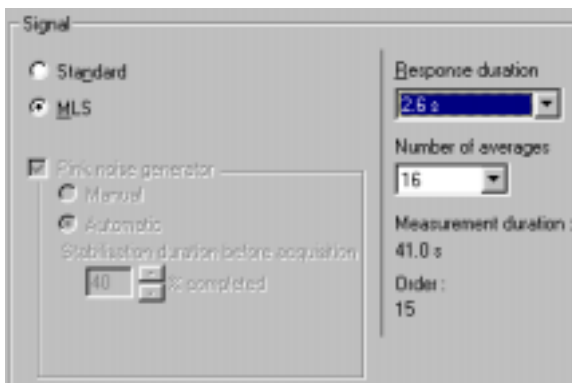 Signal
Standard
MLS
Pink noise generator
Manual
Automatic
Stabilisation duration before acquisition
40 % completed
Response duration
2.6 s
Number of averages
16
Measurement duration :
41.0 s
Order :
15